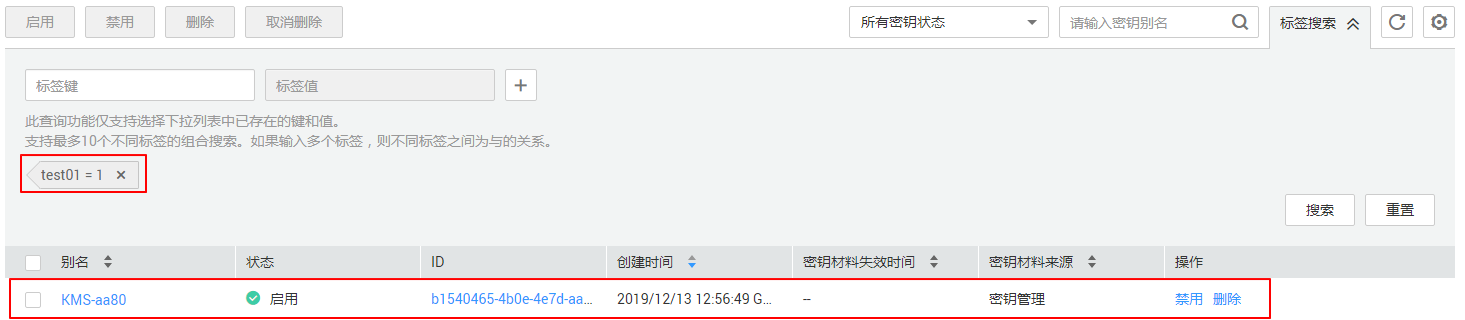 启用 禁用 删除 取消删除 所有密钥状态 请输入密钥别名 标签搜索
标签键 标签值
此查询功能仅支持选择下拉列表中已存在的键和值。
支持最多10个不同标签的组合搜索。如果输入多个标签，则不同标签之间为与的关系。
test01 = 1
搜索 重置
别名 状态 ID 创建时间 密钥材料失效时间 密钥材料来源 操作
KMS-aa80 启用 b1540465-4b0e-4e7d-aa... 2019/12/13 12:56:49 G... -- 密钥管理 禁用 删除